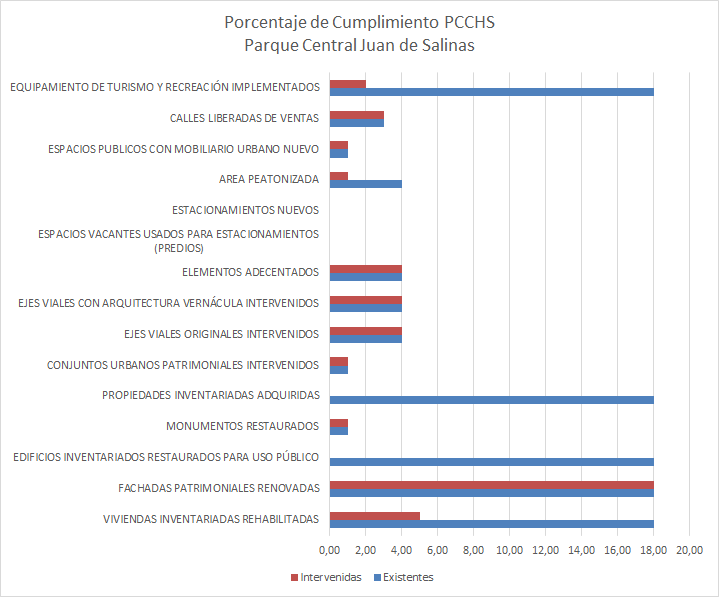 Porcentaje de Cumplimiento PCCHS
Parque Central Juan de Salinas
EQUIPAMIENTO DE TURISMO Y RECREACIÓN IMPLEMENTADOS
CALLES LIBERADAS DE VENTAS
ESPACIOS PUBLICOS CON MOBILIARIO URBANO NUEVO
AREA PEATONIZADA
ESTACIONAMIENTOS NUEVOS
ESPACIOS VACANTES USADOS PARA ESTACIONAMIENTOS
(PREDIOS)
ELEMENTOS ADECENTADOS
EJES VIALES CON ARQUITECTURA VERNÁCULA INTERVENIDOS
EJES VIALES ORIGINALES INTERVENIDOS
CONJUNTOS URBANOS PATRIMONIALES INTERVENIDOS
PROPIEDADES INVENTARIADAS ADQUIRIDAS
MONUMENTOS RESTAURADOS
EDIFICIOS INVENTARIADOS RESTAURADOS PARA USO PÚBLICO
FACHADAS PATRIMONIALES RENOVADAS
VIVIENDAS INVENTARIADAS REHABILITADAS
0,00 2,00 4,00 6,00 8,00 10,00 12,00 14,00 16,00 18,00 20,00
Intervenidas Existentes